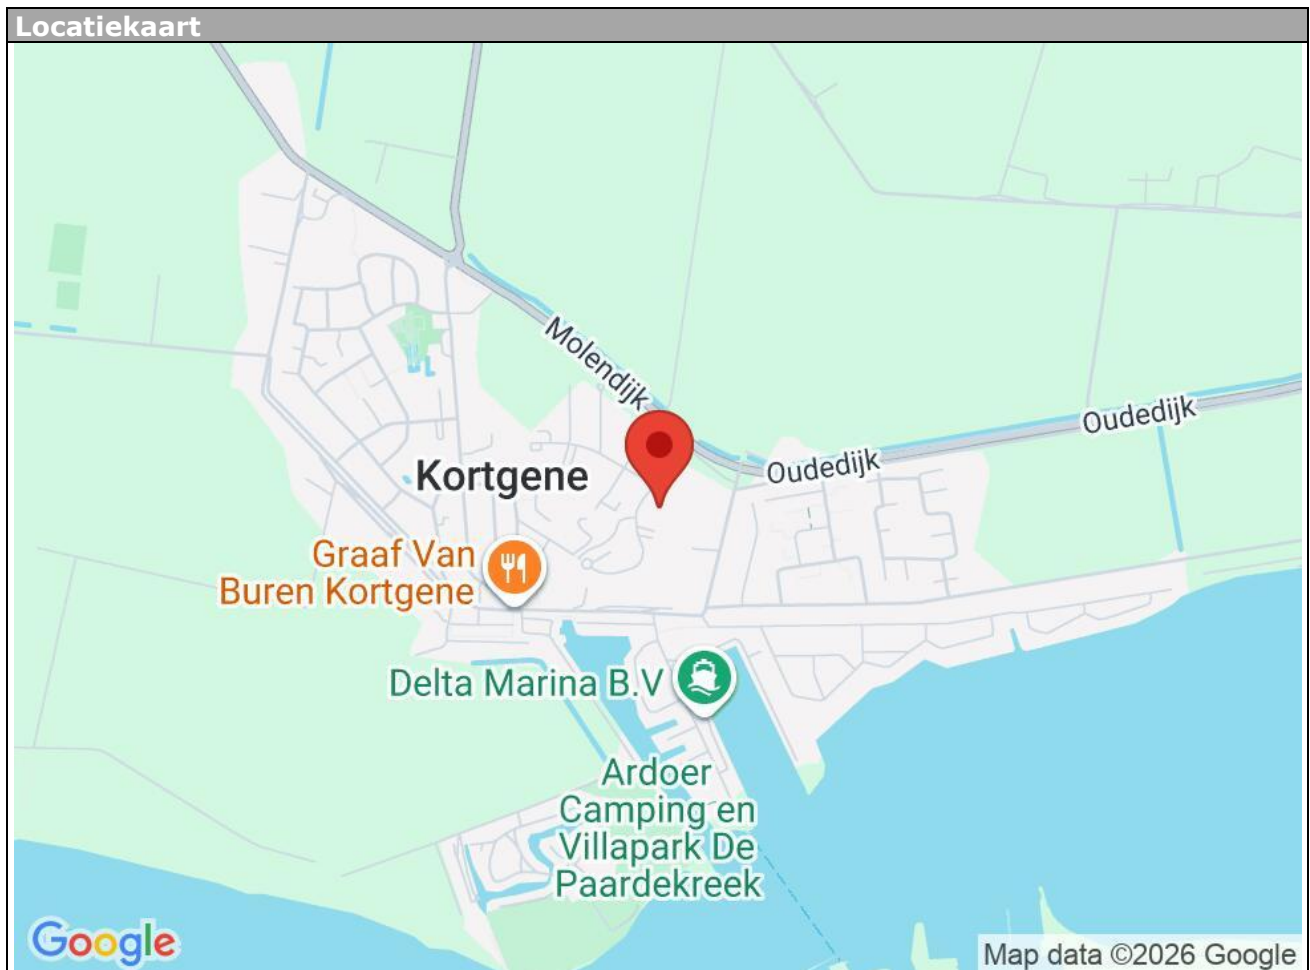 Locatiekaart
Molendijk
Oudedijk
Oudedijk
Kortgene
Graaf Van
Buren Kortgene
Delta Marina B.V
Ardoer
Camping en
Villapark De
Paardekreek
Google
Map data ©2026 Google